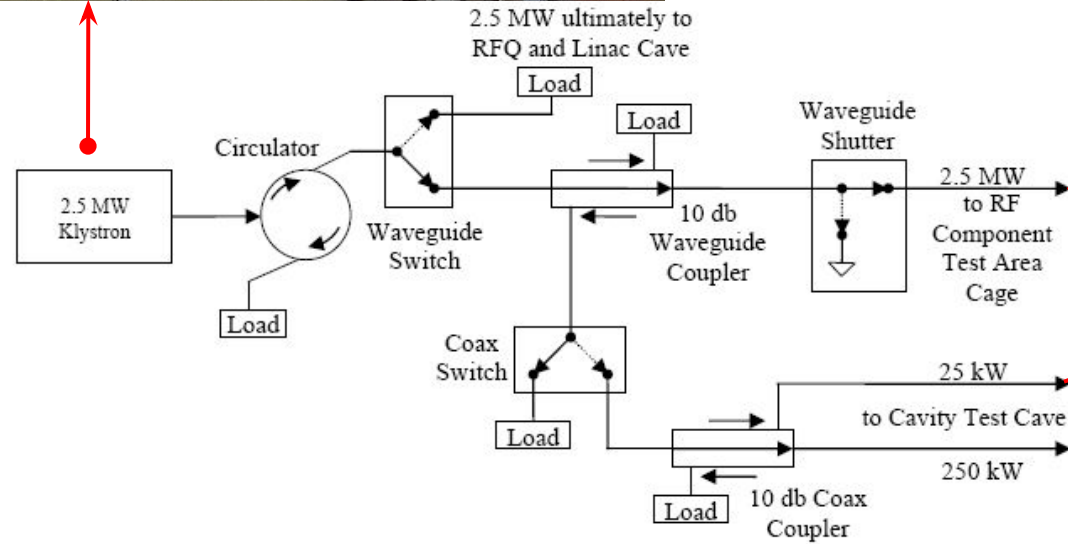 2.5 MW ultimately to
RFQ and Linac Cave
Load
Load
Waveguide
Shutter
Circulator
2.5 MW
Klystron
Waveguide
Switch
10 db
Waveguide
Coupler
2.5 MW
to RF
Component
Test Area
Cage
Load
Coax
Switch
Load
25 kW
to Cavity Test Cave
250 kW
Load
10 db Coax
Coupler